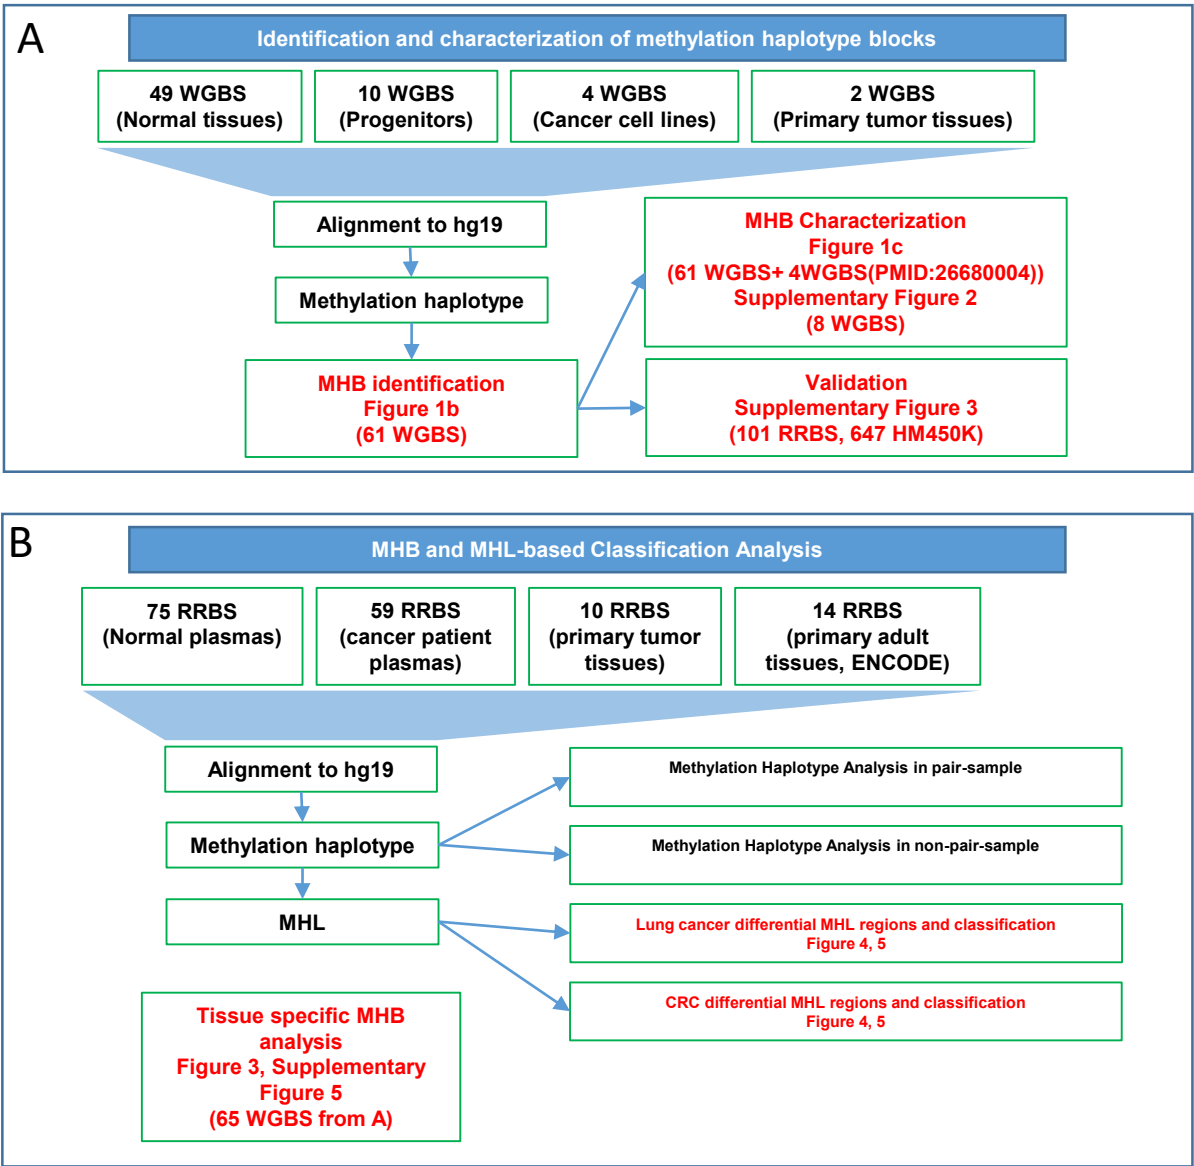 A
Identification and characterization of methylation haplotype blocks
49 WGBS
(Normal tissues)
10 WGBS
(Progenitors)
4 WGBS
(Cancer cell lines)
2 WGBS
(Primary tumor tissues)
Alignment to hg19
Methylation haplotype
MHB identification
Figure 1b
(61 WGBS)
MHB Characterization
Figure 1c
(61 WGBS+ 4WGBS(PMID:26680004))
Supplementary Figure 2
(8 WGBS)
Validation
Supplementary Figure 3
(101 RRBS, 647 HM450K)
B
MHB and MHL-based Classification Analysis
75 RRBS
(Normal plasmas)
59 RRBS
(cancer patient
plasmas)
10 RRBS
(primary tumor
tissues)
14 RRBS
(primary adult
tissues, ENCODE)
Alignment to hg19
Methylation haplotype
MHL
Methylation Haplotype Analysis in pair-sample
Methylation Haplotype Analysis in non-pair-sample
Lung cancer differential MHL regions and classification
Figure 4, 5
CRC differential MHL regions and classification
Figure 4, 5
Tissue specific MHB
analysis
Figure 3, Supplementary
Figure 5
(65 WGBS from A)